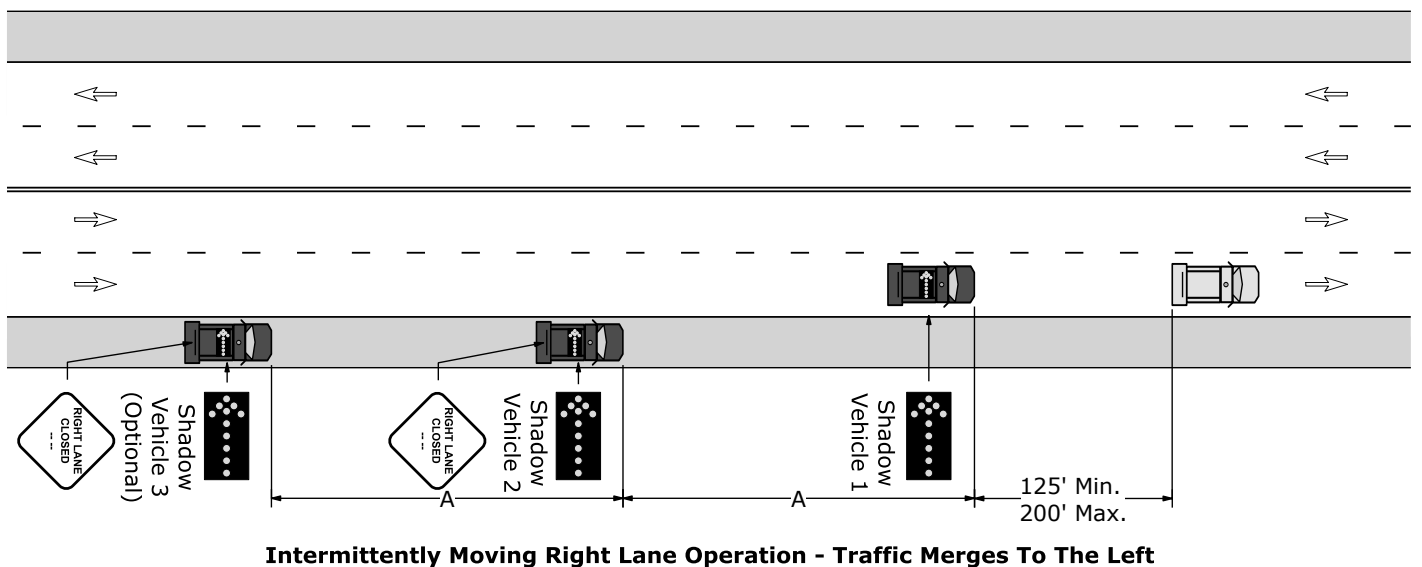 RIGHT LANE
CLOSED
-- --
Shadow
Vehicle 3
(Optional)
RIGHT LANE
CLOSED
-- --
Shadow
Vehicle 2
Shadow
Vehicle 1
A
A
125' Min.
200' Max.
Intermittently Moving Right Lane Operation - Traffic Merges To The Left